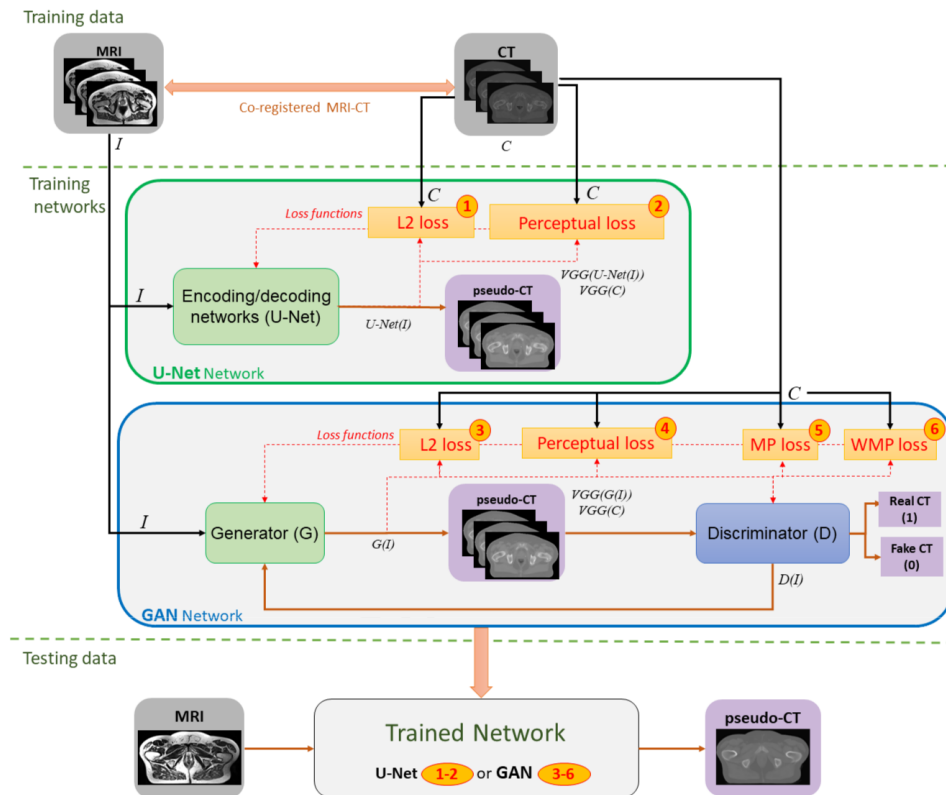 Training data
MRI
CT
Co-registered MRI-CT
I
C
Training
networks
C
C
1
2
Loss functions
L2 loss
Perceptual loss
VGG(U-Net(I))
VGG(C)
I
Encoding/decoding
networks (U-Net)
U-Net(I)
pseudo-CT
U-Net Network
C
3
4
5
6
Loss functions
L2 loss
Perceptual loss
MP loss
WMP loss
I
Generator (G)
G(I)
pseudo-CT
VGG(G(I))
VGG(C)
Discriminator (D)
Real CT
(1)
Fake CT
(0)
D(I)
GAN Network
Testing data
MRI
Trained Network
U-Net 1-2 or GAN 3-6
pseudo-CT